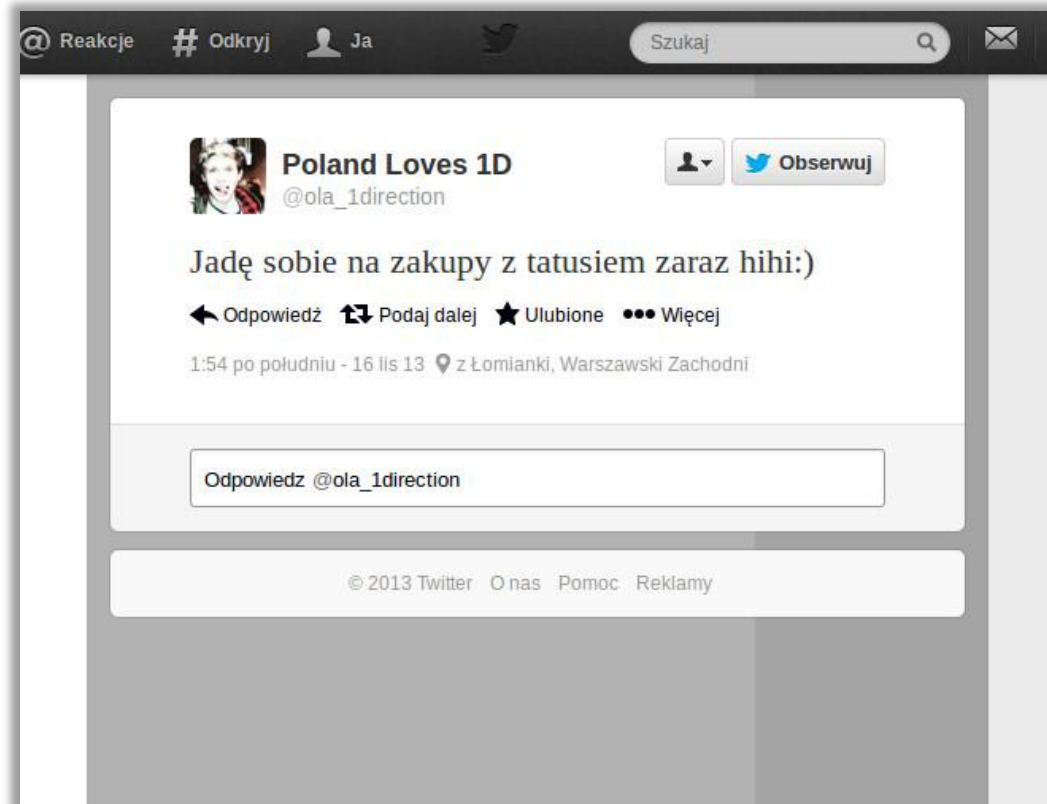 @ Reakcje # Odkryj Ja Szukaj
Poland Loves 1D
Obserwuj
@ola_1direction
Jadę sobie na zakupy z tatusiem zaraz hihi:)
Odpowiedź Podaj dalej Ulubione ••• Więcej
1:54 po południu - 16 lis 13 z Łomianki, Warszawski Zachodni
Odpowiedz @ola_1direction
© 2013 Twitter O nas Pomoc Reklamy